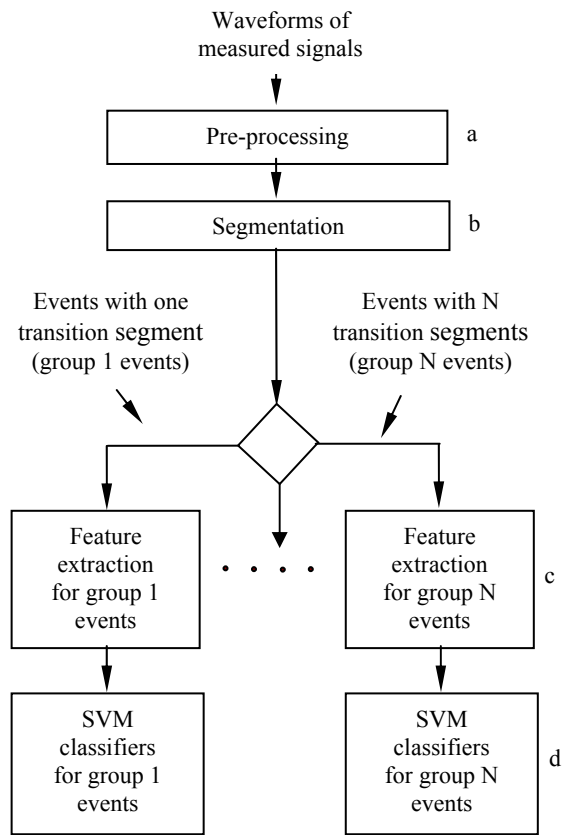 Waveforms of
measured signals
Pre-processing
a
Segmentation
b
Events with one
transition segment
(group 1 events)
Events with N
transition segments
(group N events)
Feature
extraction
for group 1
events
. . . .
Feature
extraction
for group N
events
c
SVM
classifiers
for group 1
events
SVM
classifiers
for group N
events
d